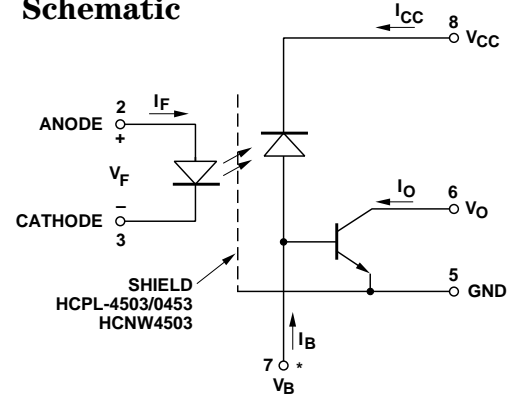 Schematic
ICC
8
VCC
2
IF
ANODE
+
VF
–
CATHODE
3
IO
6
VO
SHIELD
HCPL-4503/0453
HCNW4503
5
GND
IB
7
*
VB